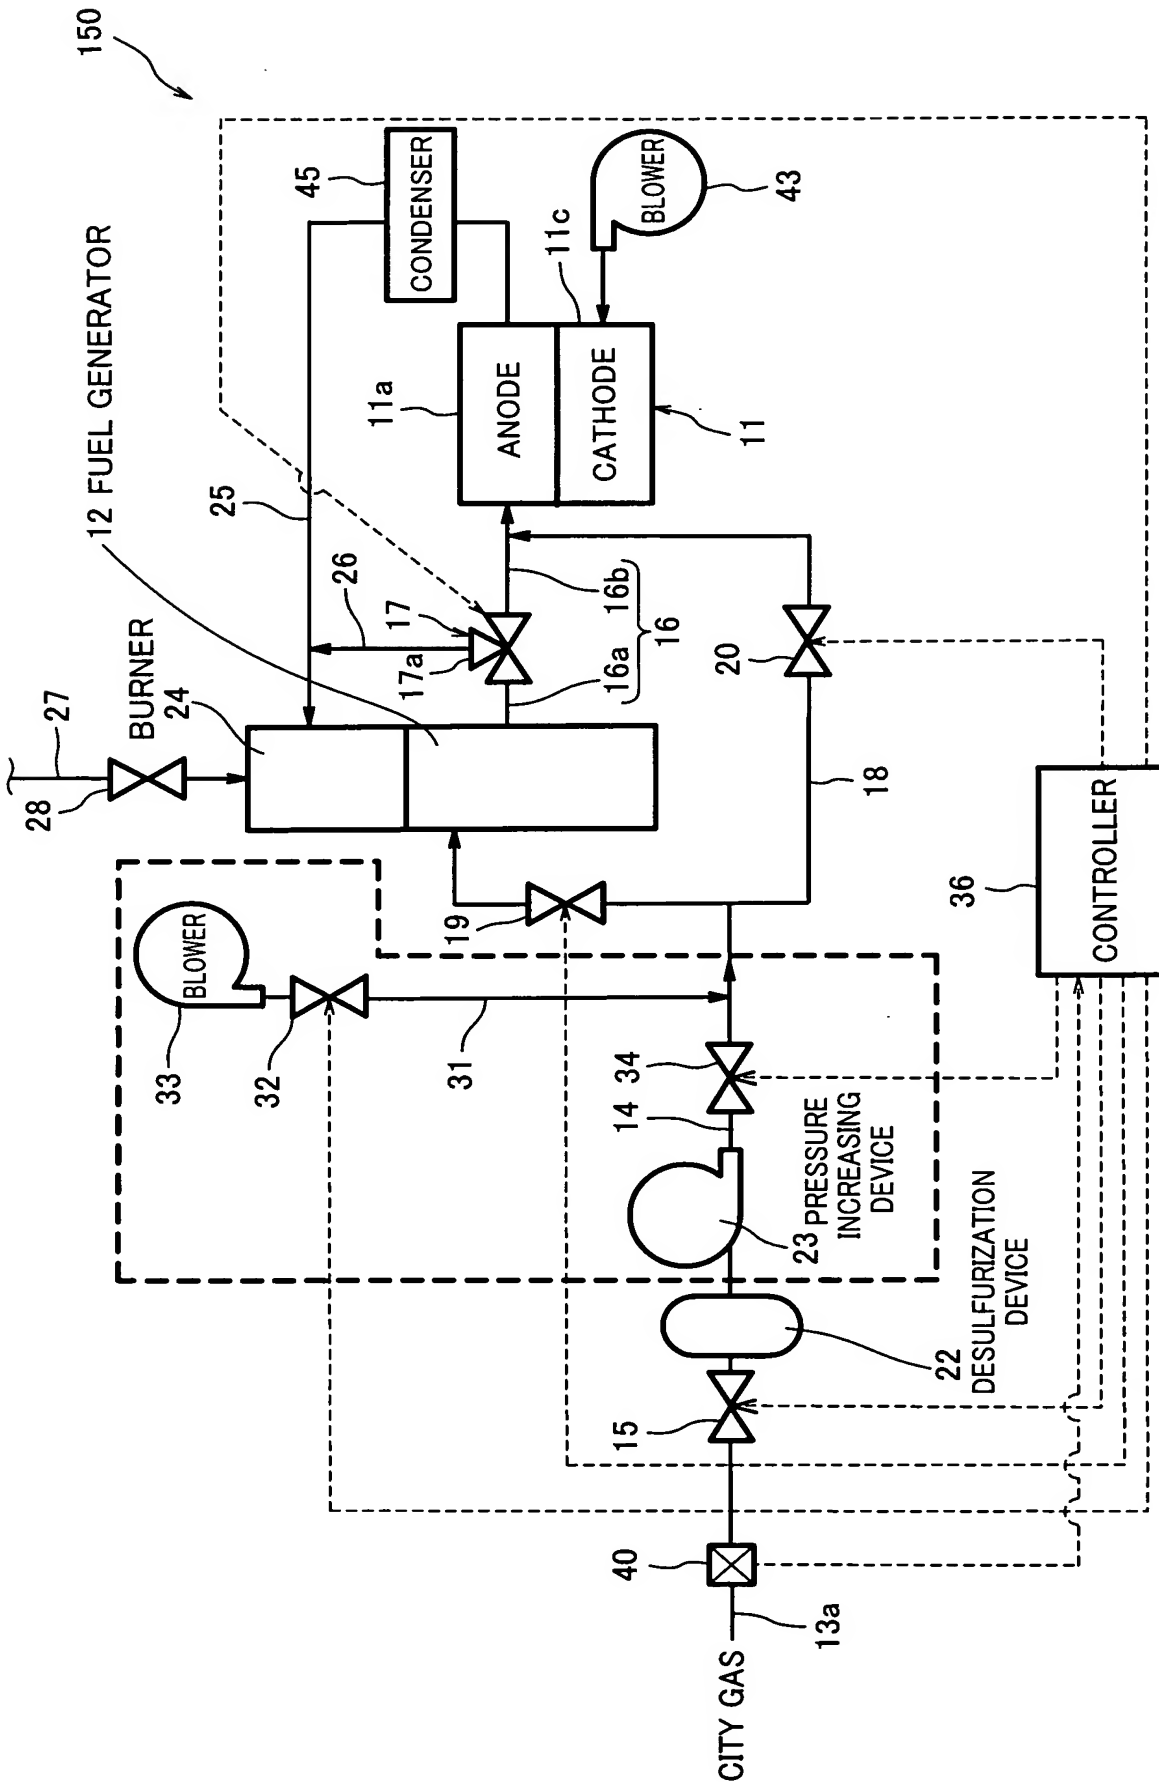 150
45
CONDENSER
12 FUEL GENERATOR
11a
11c
BLOWER
43
ANODE
CATHODE
11
25
26
17
17a
16b
16a
16
27
BURNER
24
28
20
18
19
BLOWER
33
32
31
34
14
23 PRESSURE
INCREASING
DEVICE
22
DESULFURIZATION
DEVICE
15
40
13a
CITY GAS
36
CONTROLLER